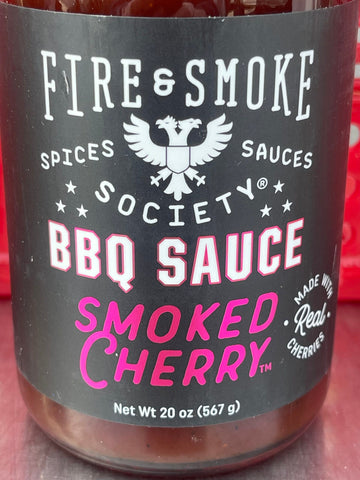 FIRE & SMOKE
SPICES SAUCES
SOCIETY®
BBQ SAUCE
SMOKED
CHERRY™
MADE WITH
Real
CHERRIES
Net Wt 20 oz (567 g)